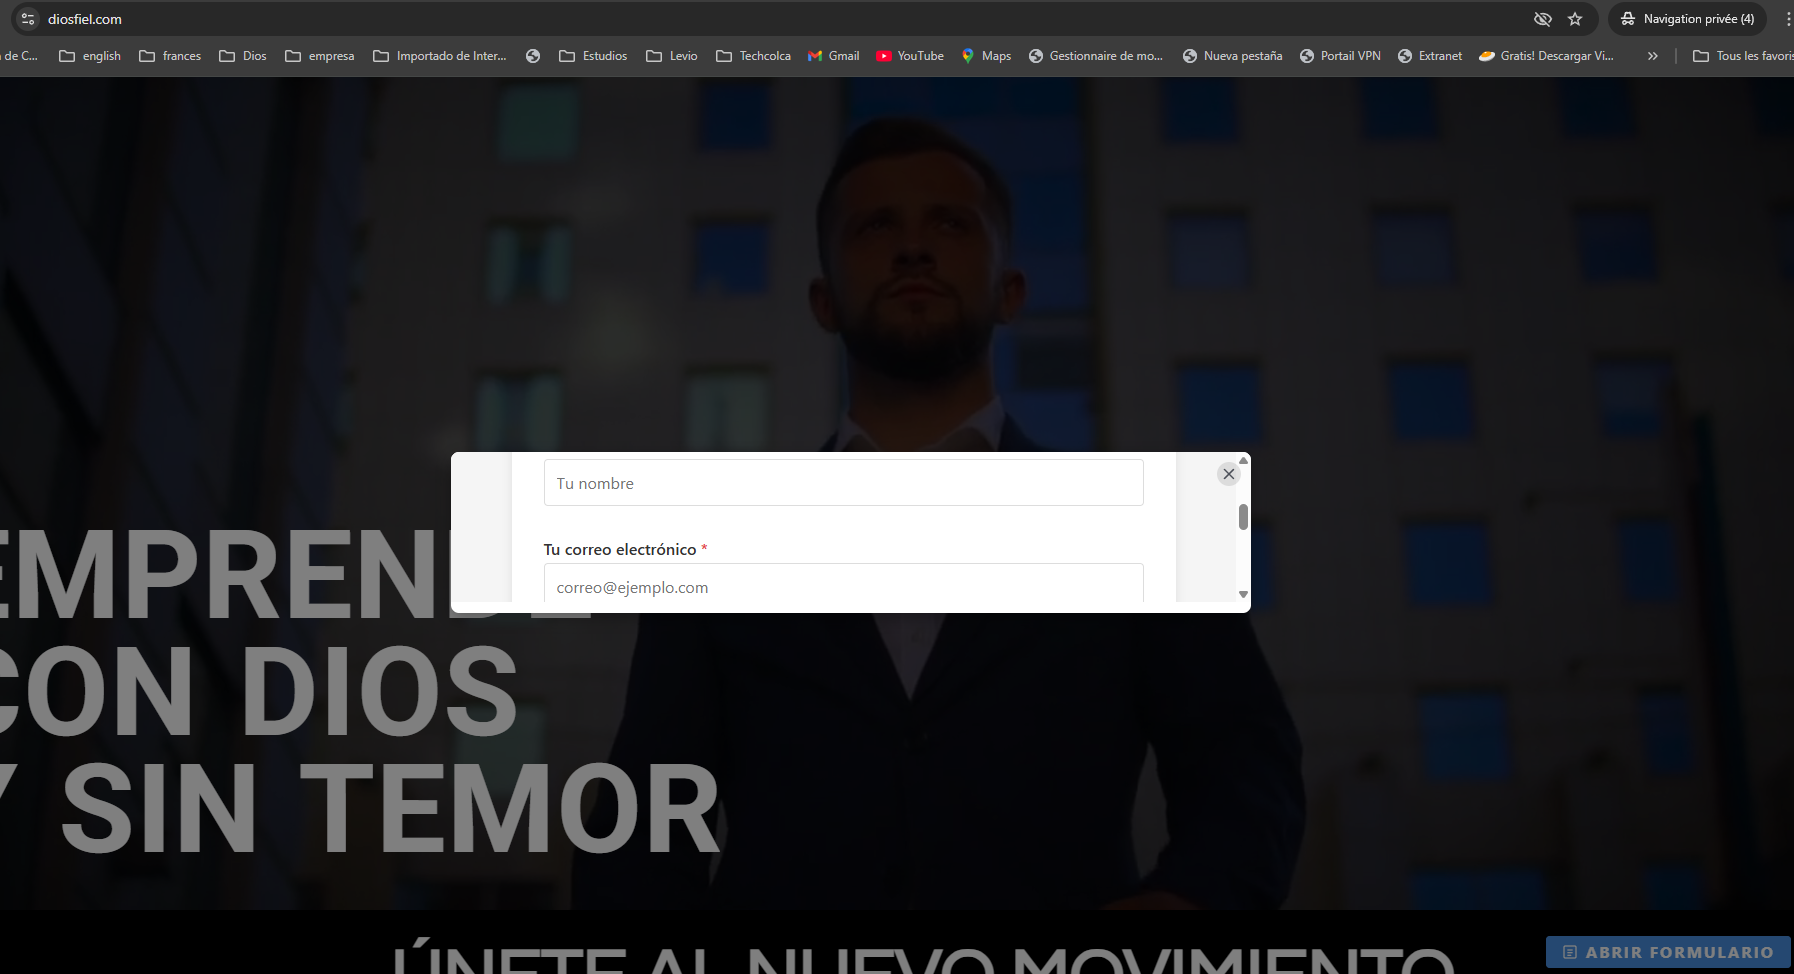 diosfiel.com
Navigation privée (4)
de C...
english
frances
Dios
empresa
Importado de Inter...
Estudios
Levio
Techcolca
Gmail
YouTube
Maps
Gestionnaire de mo...
Nueva pestaña
Portail VPN
Extranet
Gratis! Descargar Vi...
»
Tous les favoris
Tu nombre
Tu correo electrónico *
correo@ejemplo.com
EMPRENDE
CON DIOS
Y SIN TEMOR
ÚNETE AL NUEVO MOVIMIENTO
ABRIR FORMULARIO